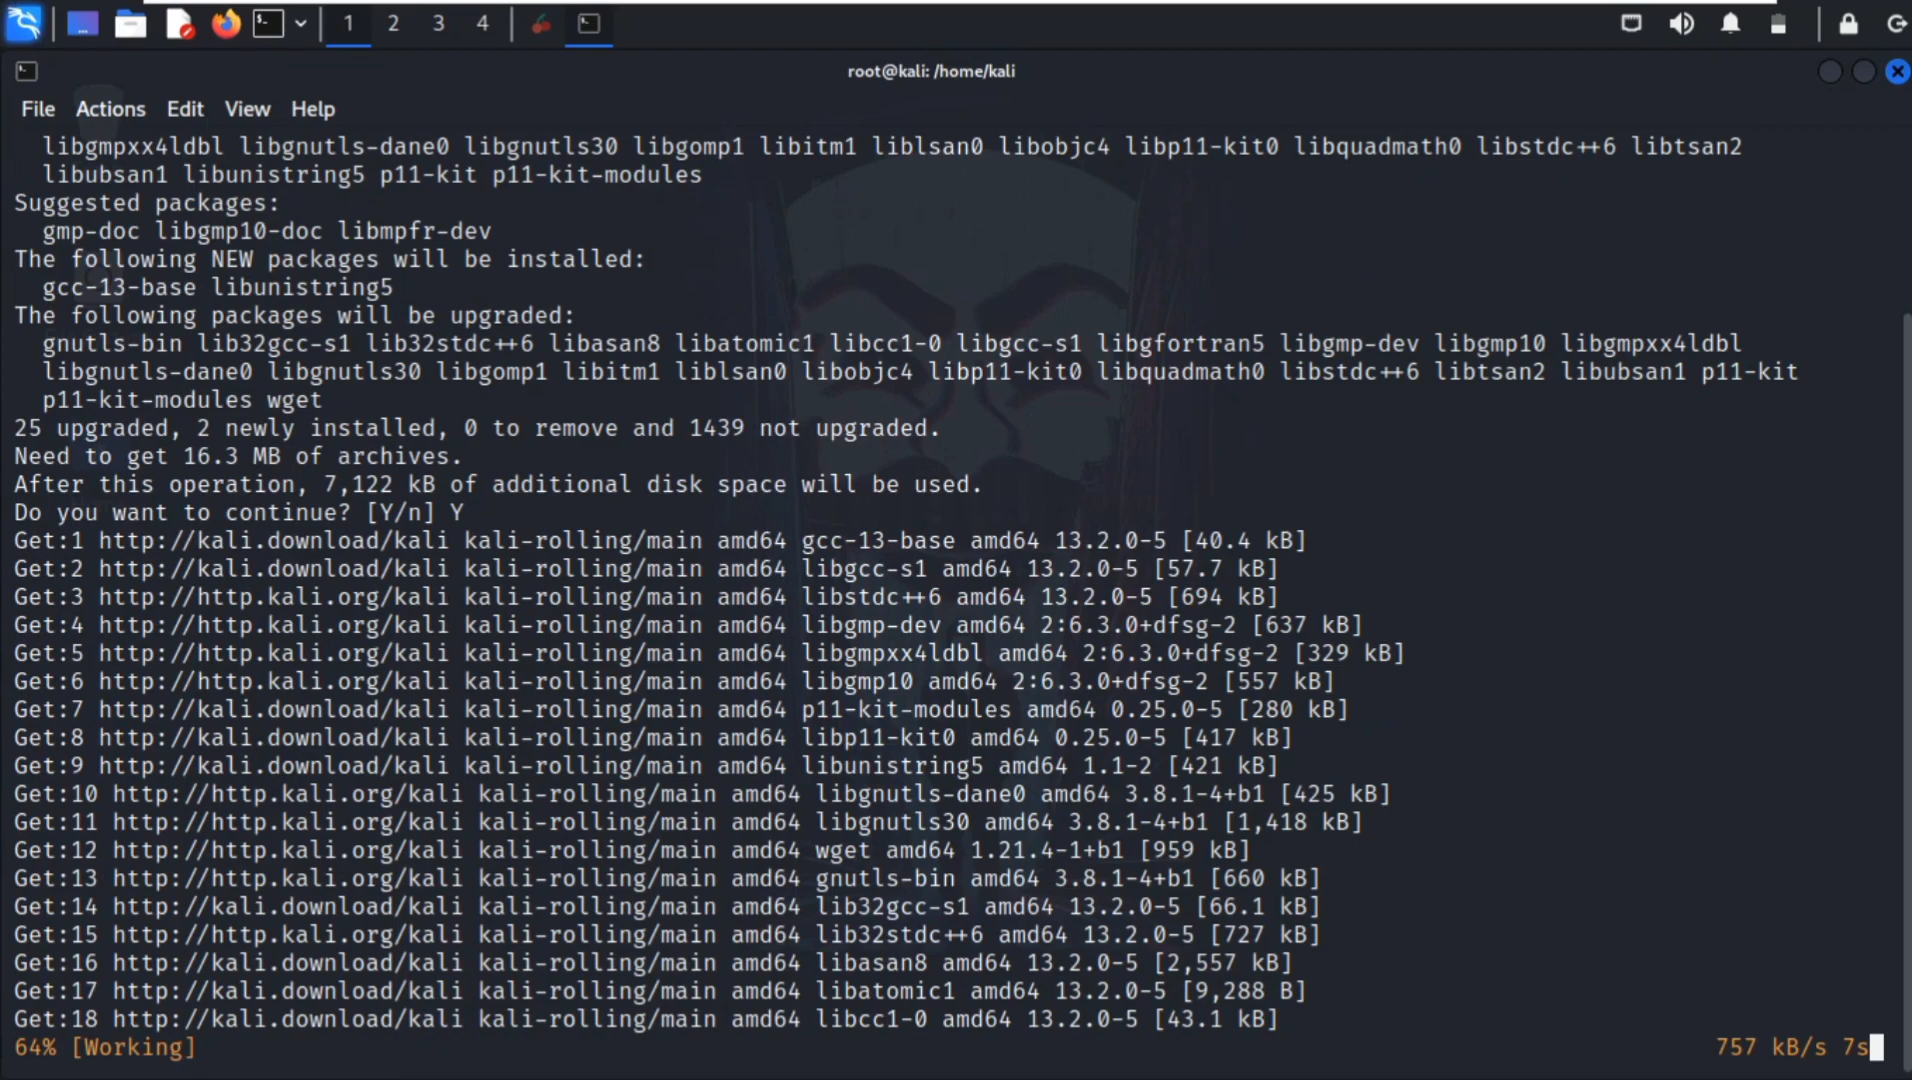 1 2 3 4
root@kali: /home/kali
File Actions Edit View Help
libgmpxx4ldbl libgnutls-dane0 libgnutls30 libgomp1 libitm1 liblsan0 libobjc4 libp11-kit0 libquadmath0 libstdc++6 libtsan2
libubsan1 libunistring5 p11-kit p11-kit-modules
Suggested packages:
gmp-doc libgmp10-doc libmpfr-dev
The following NEW packages will be installed:
gcc-13-base libunistring5
The following packages will be upgraded:
gnutls-bin lib32gcc-s1 lib32stdc++6 libasan8 libatomic1 libcc1-0 libgcc-s1 libgfortran5 libgmp-dev libgmp10 libgmpxx4ldbl
libgnutls-dane0 libgnutls30 libgomp1 libitm1 liblsan0 libobjc4 libp11-kit0 libquadmath0 libstdc++6 libtsan2 libubsan1 p11-kit
p11-kit-modules wget
25 upgraded, 2 newly installed, 0 to remove and 1439 not upgraded.
Need to get 16.3 MB of archives.
After this operation, 7,122 kB of additional disk space will be used.
Do you want to continue? [Y/n] Y
Get:1 http://kali.download/kali kali-rolling/main amd64 gcc-13-base amd64 13.2.0-5 [40.4 kB]
Get:2 http://kali.download/kali kali-rolling/main amd64 libgcc-s1 amd64 13.2.0-5 [57.7 kB]
Get:3 http://http.kali.org/kali kali-rolling/main amd64 libstdc++6 amd64 13.2.0-5 [694 kB]
Get:4 http://http.kali.org/kali kali-rolling/main amd64 libgmp-dev amd64 2:6.3.0+dfsg-2 [637 kB]
Get:5 http://http.kali.org/kali kali-rolling/main amd64 libgmpxx4ldbl amd64 2:6.3.0+dfsg-2 [329 kB]
Get:6 http://http.kali.org/kali kali-rolling/main amd64 libgmp10 amd64 2:6.3.0+dfsg-2 [557 kB]
Get:7 http://kali.download/kali kali-rolling/main amd64 p11-kit-modules amd64 0.25.0-5 [280 kB]
Get:8 http://kali.download/kali kali-rolling/main amd64 libp11-kit0 amd64 0.25.0-5 [417 kB]
Get:9 http://kali.download/kali kali-rolling/main amd64 libunistring5 amd64 1.1-2 [421 kB]
Get:10 http://http.kali.org/kali kali-rolling/main amd64 libgnutls-dane0 amd64 3.8.1-4+b1 [425 kB]
Get:11 http://http.kali.org/kali kali-rolling/main amd64 libgnutls30 amd64 3.8.1-4+b1 [1,418 kB]
Get:12 http://http.kali.org/kali kali-rolling/main amd64 wget amd64 1.21.4-1+b1 [959 kB]
Get:13 http://http.kali.org/kali kali-rolling/main amd64 gnutls-bin amd64 3.8.1-4+b1 [660 kB]
Get:14 http://kali.download/kali kali-rolling/main amd64 lib32gcc-s1 amd64 13.2.0-5 [66.1 kB]
Get:15 http://http.kali.org/kali kali-rolling/main amd64 lib32stdc++6 amd64 13.2.0-5 [727 kB]
Get:16 http://kali.download/kali kali-rolling/main amd64 libasan8 amd64 13.2.0-5 [2,557 kB]
Get:17 http://kali.download/kali kali-rolling/main amd64 libatomic1 amd64 13.2.0-5 [9,288 B]
Get:18 http://kali.download/kali kali-rolling/main amd64 libcc1-0 amd64 13.2.0-5 [43.1 kB]
64% [Working] 757 kB/s 7s